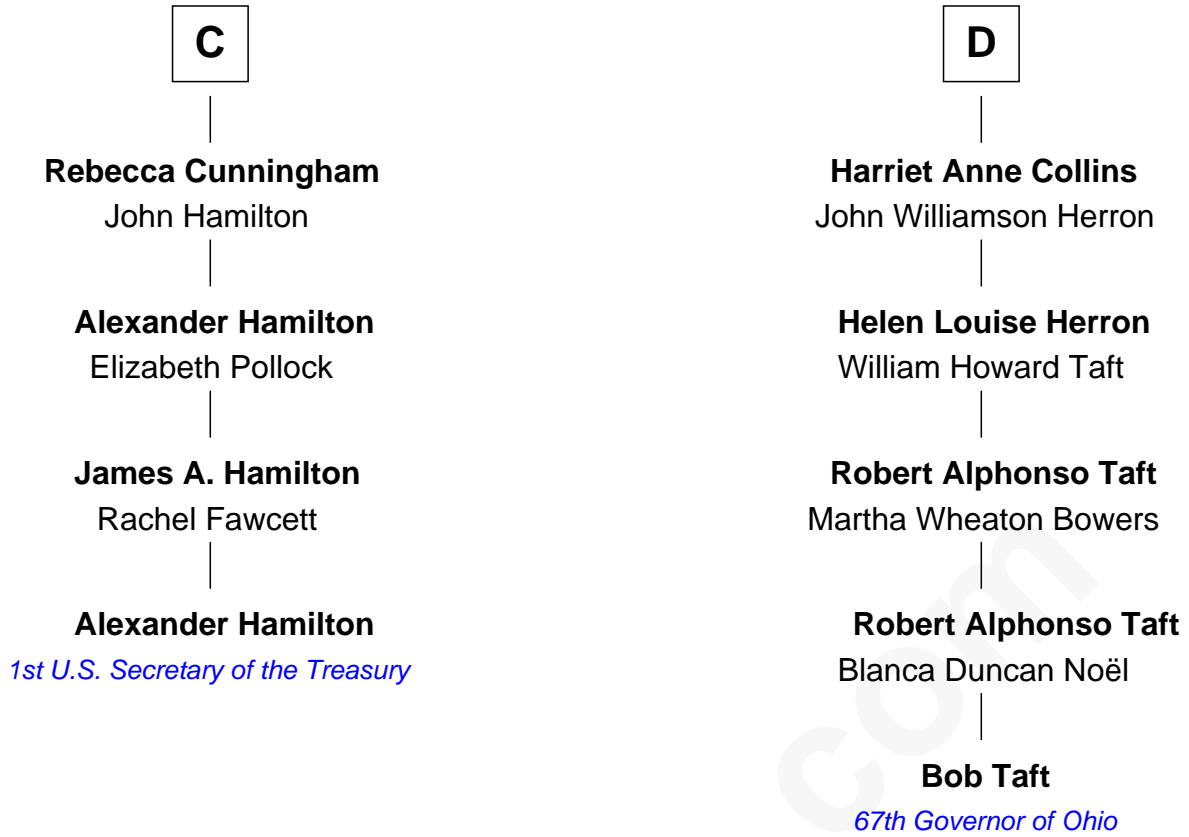 C
Rebecca Cunningham
John Hamilton
Alexander Hamilton
Elizabeth Pollock
James A. Hamilton
Rachel Fawcett
Alexander Hamilton
1st U.S. Secretary of the Treasury
D
Harriet Anne Collins
John Williamson Herron
Helen Louise Herron
William Howard Taft
Robert Alphonso Taft
Martha Wheaton Bowers
Robert Alphonso Taft
Blanca Duncan Noël
Bob Taft
67th Governor of Ohio
com